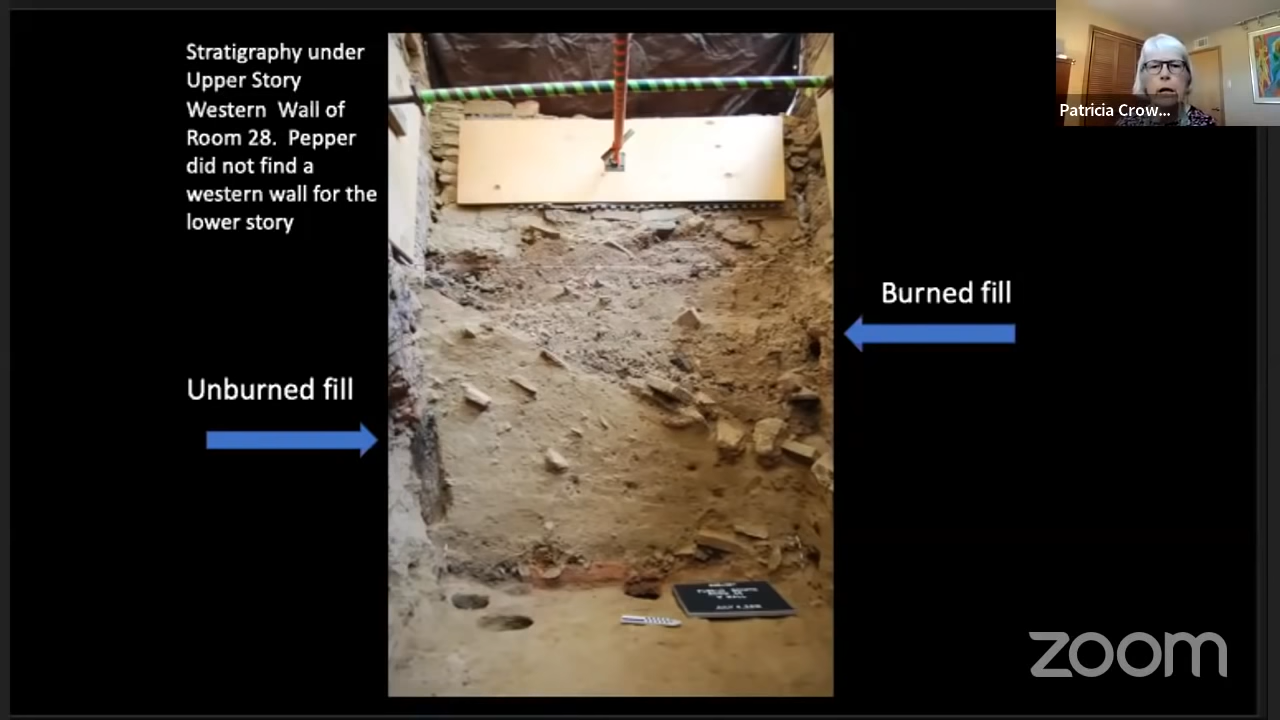 Stratigraphy under
Upper Story
Western Wall of
Room 28. Pepper
did not find a
western wall for the
lower story
Patricia Crow...
Burned fill
Unburned fill
zoom